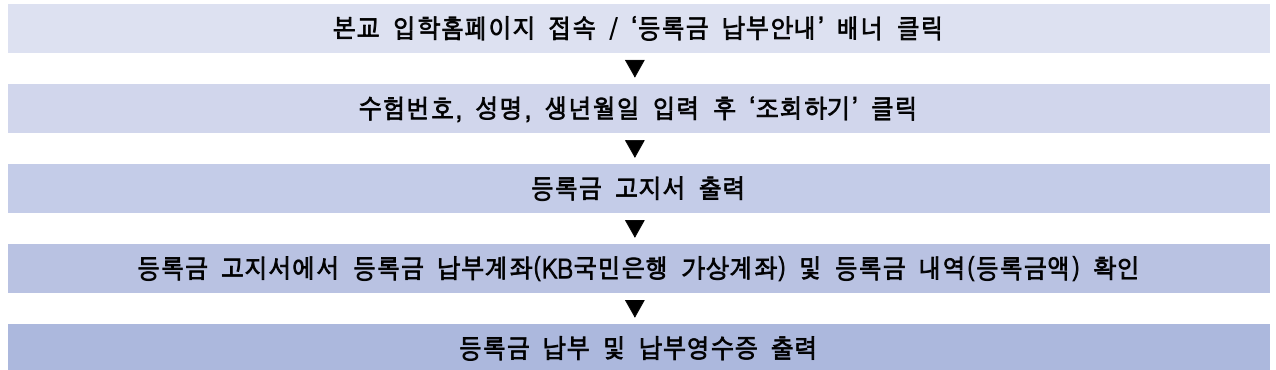 본교 입학홈페이지 접속 / ‘등록금 납부안내’ 배너 클릭
▼
수험번호, 성명, 생년월일 입력 후 ‘조회하기’ 클릭
▼
등록금 고지서 출력
▼
등록금 고지서에서 등록금 납부계좌(KB국민은행 가상계좌) 및 등록금 내역(등록금액) 확인
▼
등록금 납부 및 납부영수증 출력